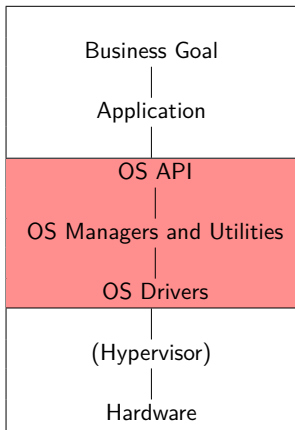 Business Goal
Application
OS API
OS Managers and Utilities
OS Drivers
(Hypervisor)
Hardware